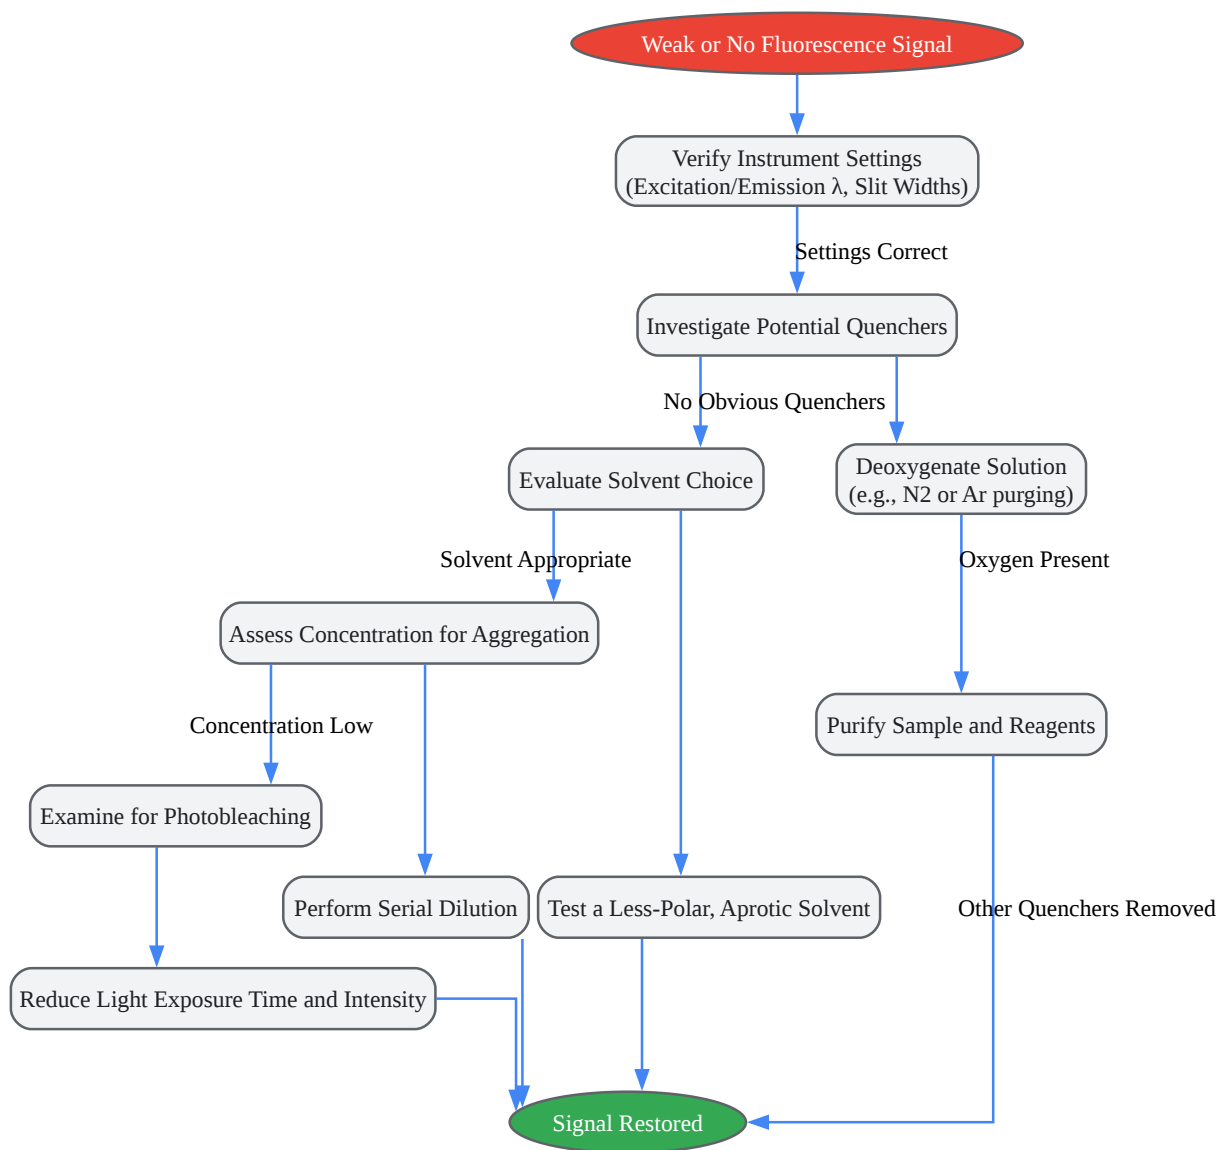 Weak or No Fluorescence Signal
Verify Instrument Settings
(Excitation/Emission λ, Slit Widths)
Settings Correct
Investigate Potential Quenchers
No Obvious Quenchers
Evaluate Solvent Choice
Deoxygenate Solution
(e.g., N2 or Ar purging)
Solvent Appropriate
Oxygen Present
Assess Concentration for Aggregation
Concentration Low
Purify Sample and Reagents
Examine for Photobleaching
Perform Serial Dilution
Test a Less-Polar, Aprotic Solvent
Other Quenchers Removed
Reduce Light Exposure Time and Intensity
Signal Restored